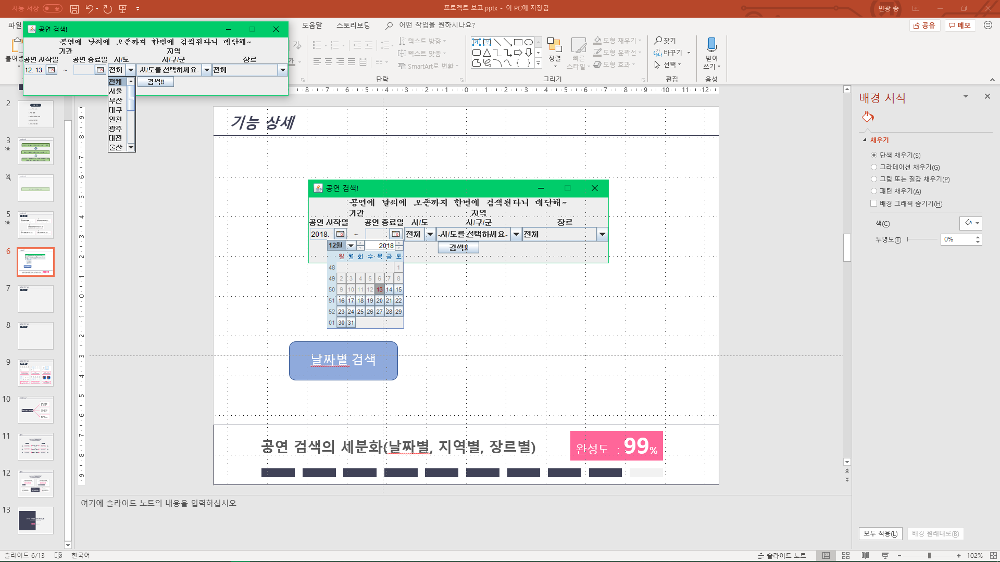 자동 저장 끔
프로젝트 보고.pptx - 이 PC에 저장됨
민광 송
파일
도움말
스토리보딩
어떤 작업을 원하시나요?
공유
메모
공연 검색!
공연에 날씨에 오존까지 한번에 검색된다니 데단해~
기간
지역
공연 시작일
공연 종료일
시/도
시/구/군
장르
12. 13.
~
전체
-시/도를 선택하세요-
전체
검색!!
전체
서울
부산
대구
인천
광주
대전
울산
텍스트 방향
텍스트 맞춤
SmartArt로 변환
단락
정렬
빠른
스타일
도형 채우기
도형 윤곽선
도형 효과
그리기
찾기
바꾸기
선택
편집
받아
쓰기
음성
2
3
4
5
6
7
8
9
10
11
12
13
기능 상세
공연 검색!
공연에 날씨에 오존까지 한번에 검색된다니 데단해~
기간
지역
공연 시작일
공연 종료일
시/도
시/구/군
장르
2018.
~
전체
-시/도를 선택하세요-
전체
검색!!
12월
2018
일 월 화 수 목 금 토
48 1
49 2 3 4 5 6 7 8
50 9 10 11 12 13 14 15
51 16 17 18 19 20 21 22
52 23 24 25 26 27 28 29
01 30 31
날짜별 검색
공연 검색의 세분화(날짜별, 지역별, 장르별)
완성도 : 99%
여기에 슬라이드 노트의 내용을 입력하십시오
배경 서식
채우기
단색 채우기(S)
그라데이션 채우기(G)
그림 또는 질감 채우기(P)
패턴 채우기(A)
배경 그래픽 숨기기(H)
색(C)
투명도(T)
0%
모두 적용(L)
배경 원래대로(B)
슬라이드 6/13
한국어
슬라이드 노트
102%